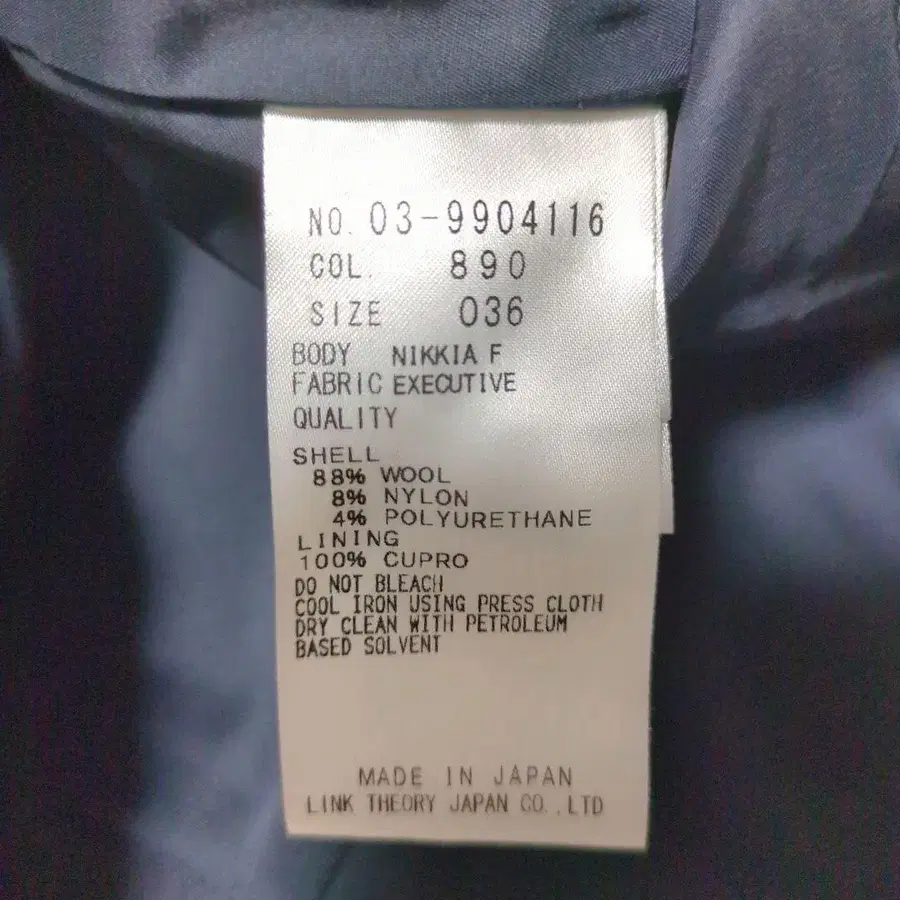 NO. 03-9904116
COL. 890
SIZE 036
BODY NIKKIA F
FABRIC EXECUTIVE
QUALITY
SHELL
88% WOOL
8% NYLON
4% POLYURETHANE
LINING
100% CUPRO
DO NOT BLEACH
COOL IRON USING PRESS CLOTH
DRY CLEAN WITH PETROLEUM
BASED SOLVENT
MADE IN JAPAN
LINK THEORY JAPAN CO.,LTD